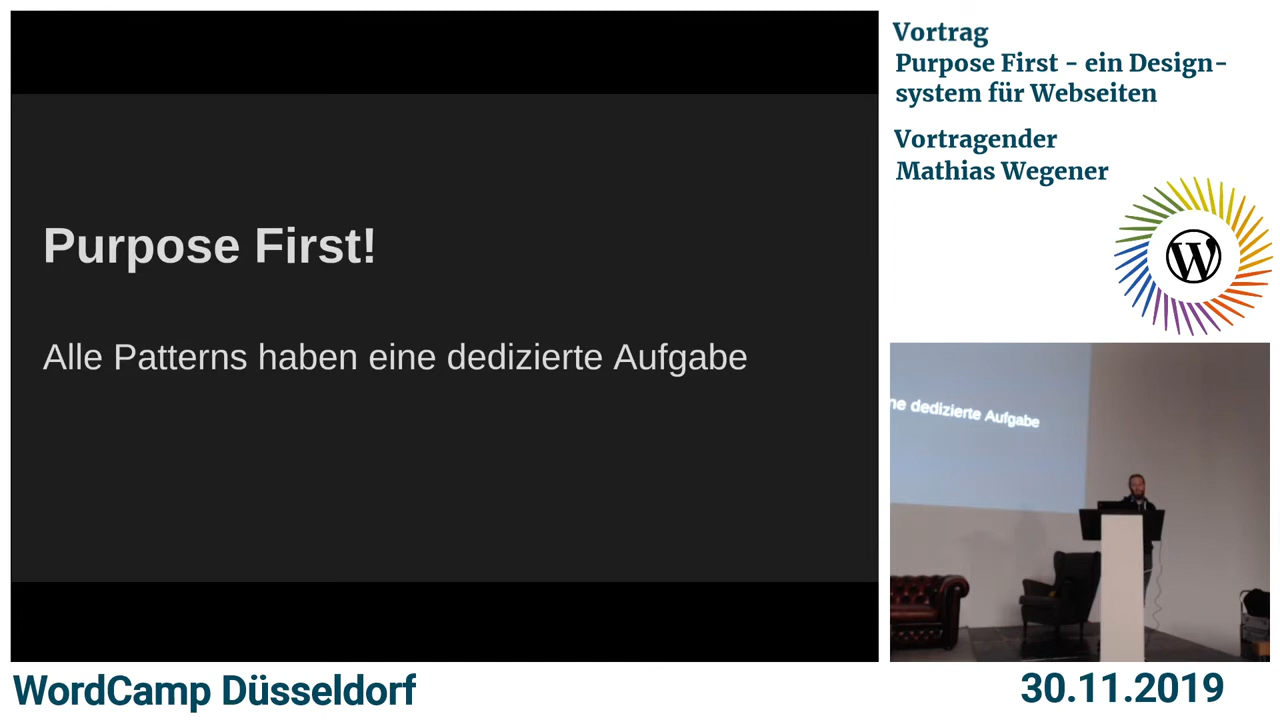 Purpose First!
Alle Patterns haben eine dedizierte Aufgabe
Vortrag
Purpose First - ein Design-
system für Webseiten
Vortragender
Mathias Wegener
W
ne dedizierte Aufgabe
WordCamp Düsseldorf
30.11.2019